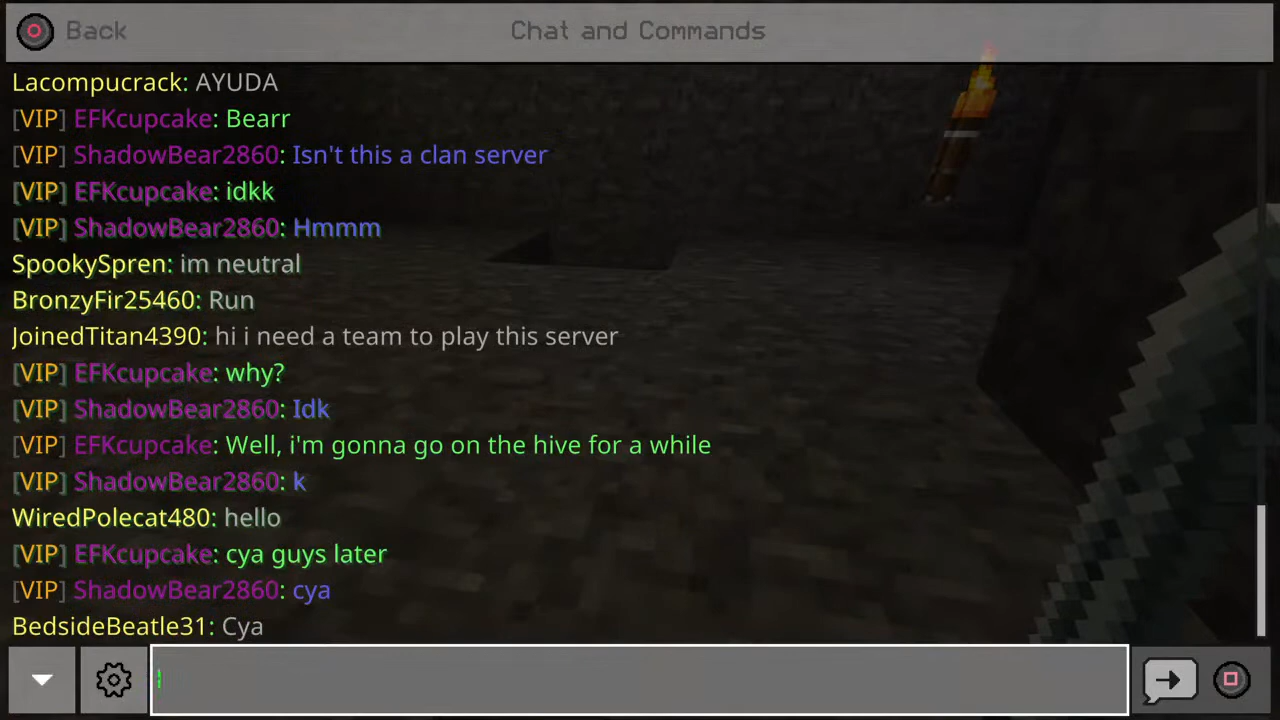 Back
Chat and Commands
Lacompucrack: AYUDA
[VIP] EFKcupcake: Bearr
[VIP] ShadowBear2860: Isn't this a clan server
[VIP] EFKcupcake: idkk
[VIP] ShadowBear2860: Hmmm
SpookySpren: im neutral
BronzyFir25460: Run
JoinedTitan4390: hi i need a team to play this server
[VIP] EFKcupcake: why?
[VIP] ShadowBear2860: Idk
[VIP] EFKcupcake: Well, i'm gonna go on the hive for a while
[VIP] ShadowBear2860: k
WiredPolecat480: hello
[VIP] EFKcupcake: cya guys later
[VIP] ShadowBear2860: cya
BedsideBeatle31: Cya